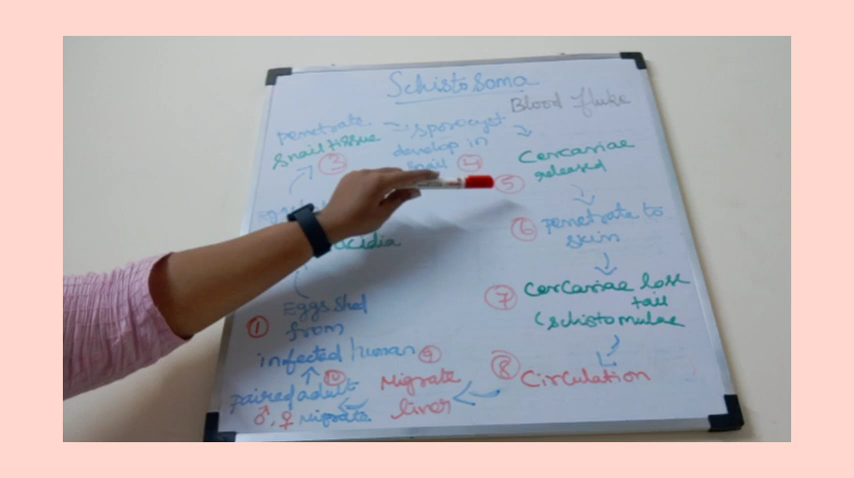 Schistosoma
Blood fluke
Penetrate
Snail tissue
③
Sporocyst
develop in
Snail ④
Cercariae
released
⑤
⑥ Penetrate to
skin
⑦ Cercariae lost
tail
(schistomulae
⑧ Circulation
⑨ Migrate
liver
⑩
paired adult
♂, ♀ Migrate
① Eggs shed
from
infected human